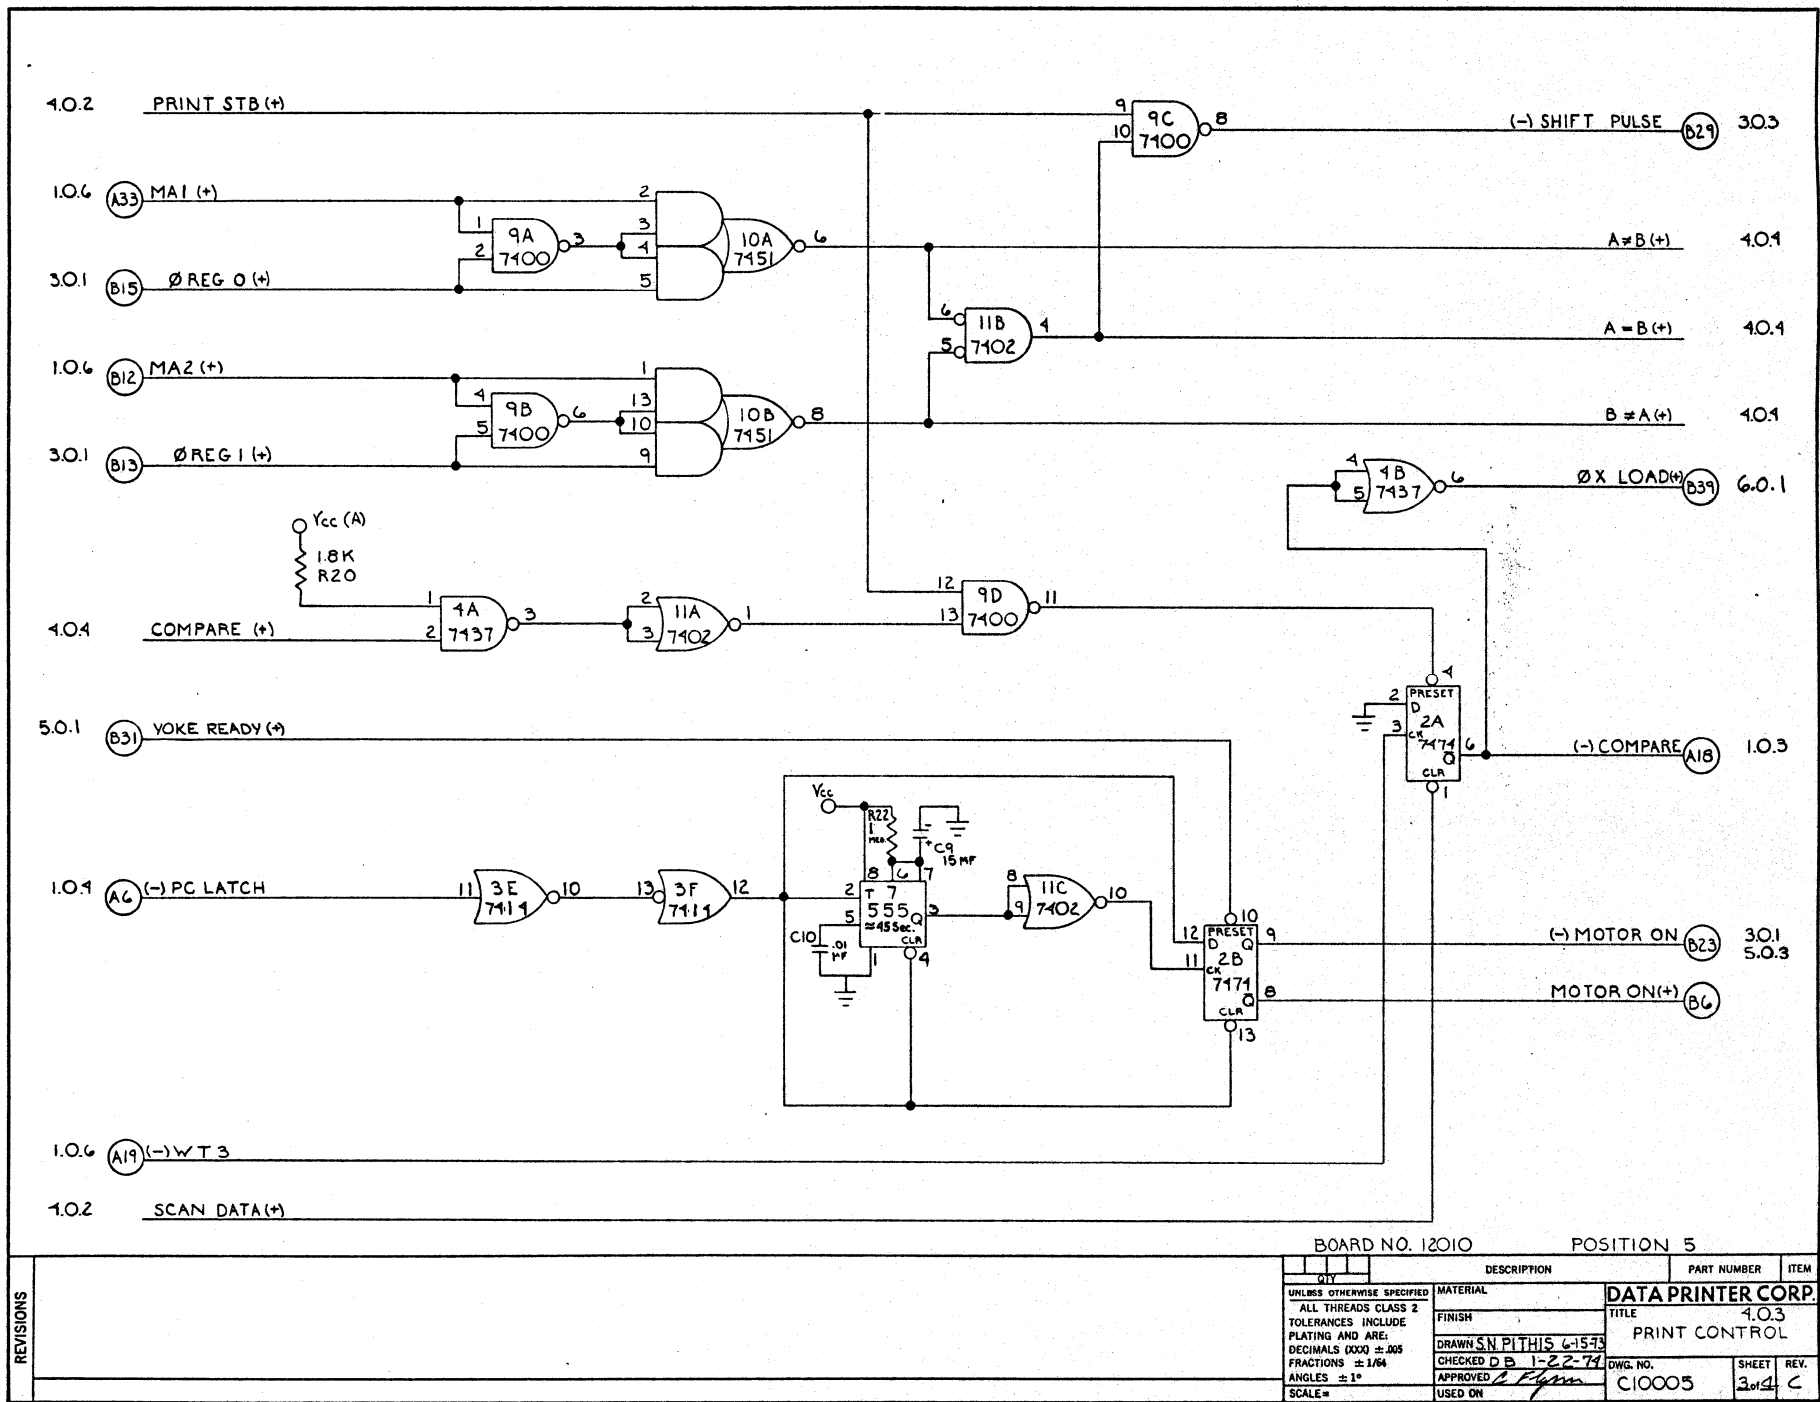 4.0.2 PRINT STB (+)
9
9C
8
10
7400
(-) SHIFT PULSE B29 3.0.3
1.0.6 A33 MA1 (+)
2
1
9A
3
3
2
7400
4
10A
6
7451
A≠B(+) 4.0.4
3.0.1 B15 ØREG 0 (+)
5
6
11B
4
5
7402
A=B(+) 4.0.4
1.0.6 B12 MA2 (+)
1
4
9B
6
13
5
7400
10
10B
8
7451
B≠A(+) 4.0.4
3.0.1 B13 ØREG 1 (+)
9
4
4B
6
5
7437
ØX LOAD(+) B39 6.0.1
Vcc (A)
1.8K
R20
1
4A
3
2
7437
2
11A
1
3
7402
12
9D
11
13
7400
4.0.4 COMPARE (+)
4
2
PRESET
D
2A
3
CK
7474
6
Q
CLR
1
(-) COMPARE A18 1.0.3
5.0.1 B31 YOKE READY (+)
Vcc
R22
1
MEG.
-
+
C9
15 MF
8
6
7
1.0.4 A6 (-) PC LATCH
11
3E
10
7414
13
3F
12
7414
2
T
7
5
555
Q
3
≈45 Sec.
CLR
1
4
C10
.01
MF
8
11C
10
9
7402
10
12
PRESET
9
D
Q
11
2B
CK
7474
8
Q
CLR
13
(-) MOTOR ON B23 3.0.1
5.0.3
MOTOR ON(+) B6
1.0.6 A19 (-) WT3
4.0.2 SCAN DATA(+)
BOARD NO. 12010 POSITION 5
REVISIONS
QTY
DESCRIPTION PART NUMBER ITEM
UNLESS OTHERWISE SPECIFIED
ALL THREADS CLASS 2
TOLERANCES INCLUDE
PLATING AND ARE:
DECIMALS (XXX) ±.005
FRACTIONS ± 1/64
ANGLES ± 1°
SCALE=
MATERIAL
FINISH
DRAWN S.N. PITHIS 6-15-73
CHECKED DB 1-22-74
APPROVED C Flynn
USED ON
DATA PRINTER CORP.
TITLE 4.0.3
PRINT CONTROL
DWG. NO.
C10005
SHEET
3 of 4
REV.
C